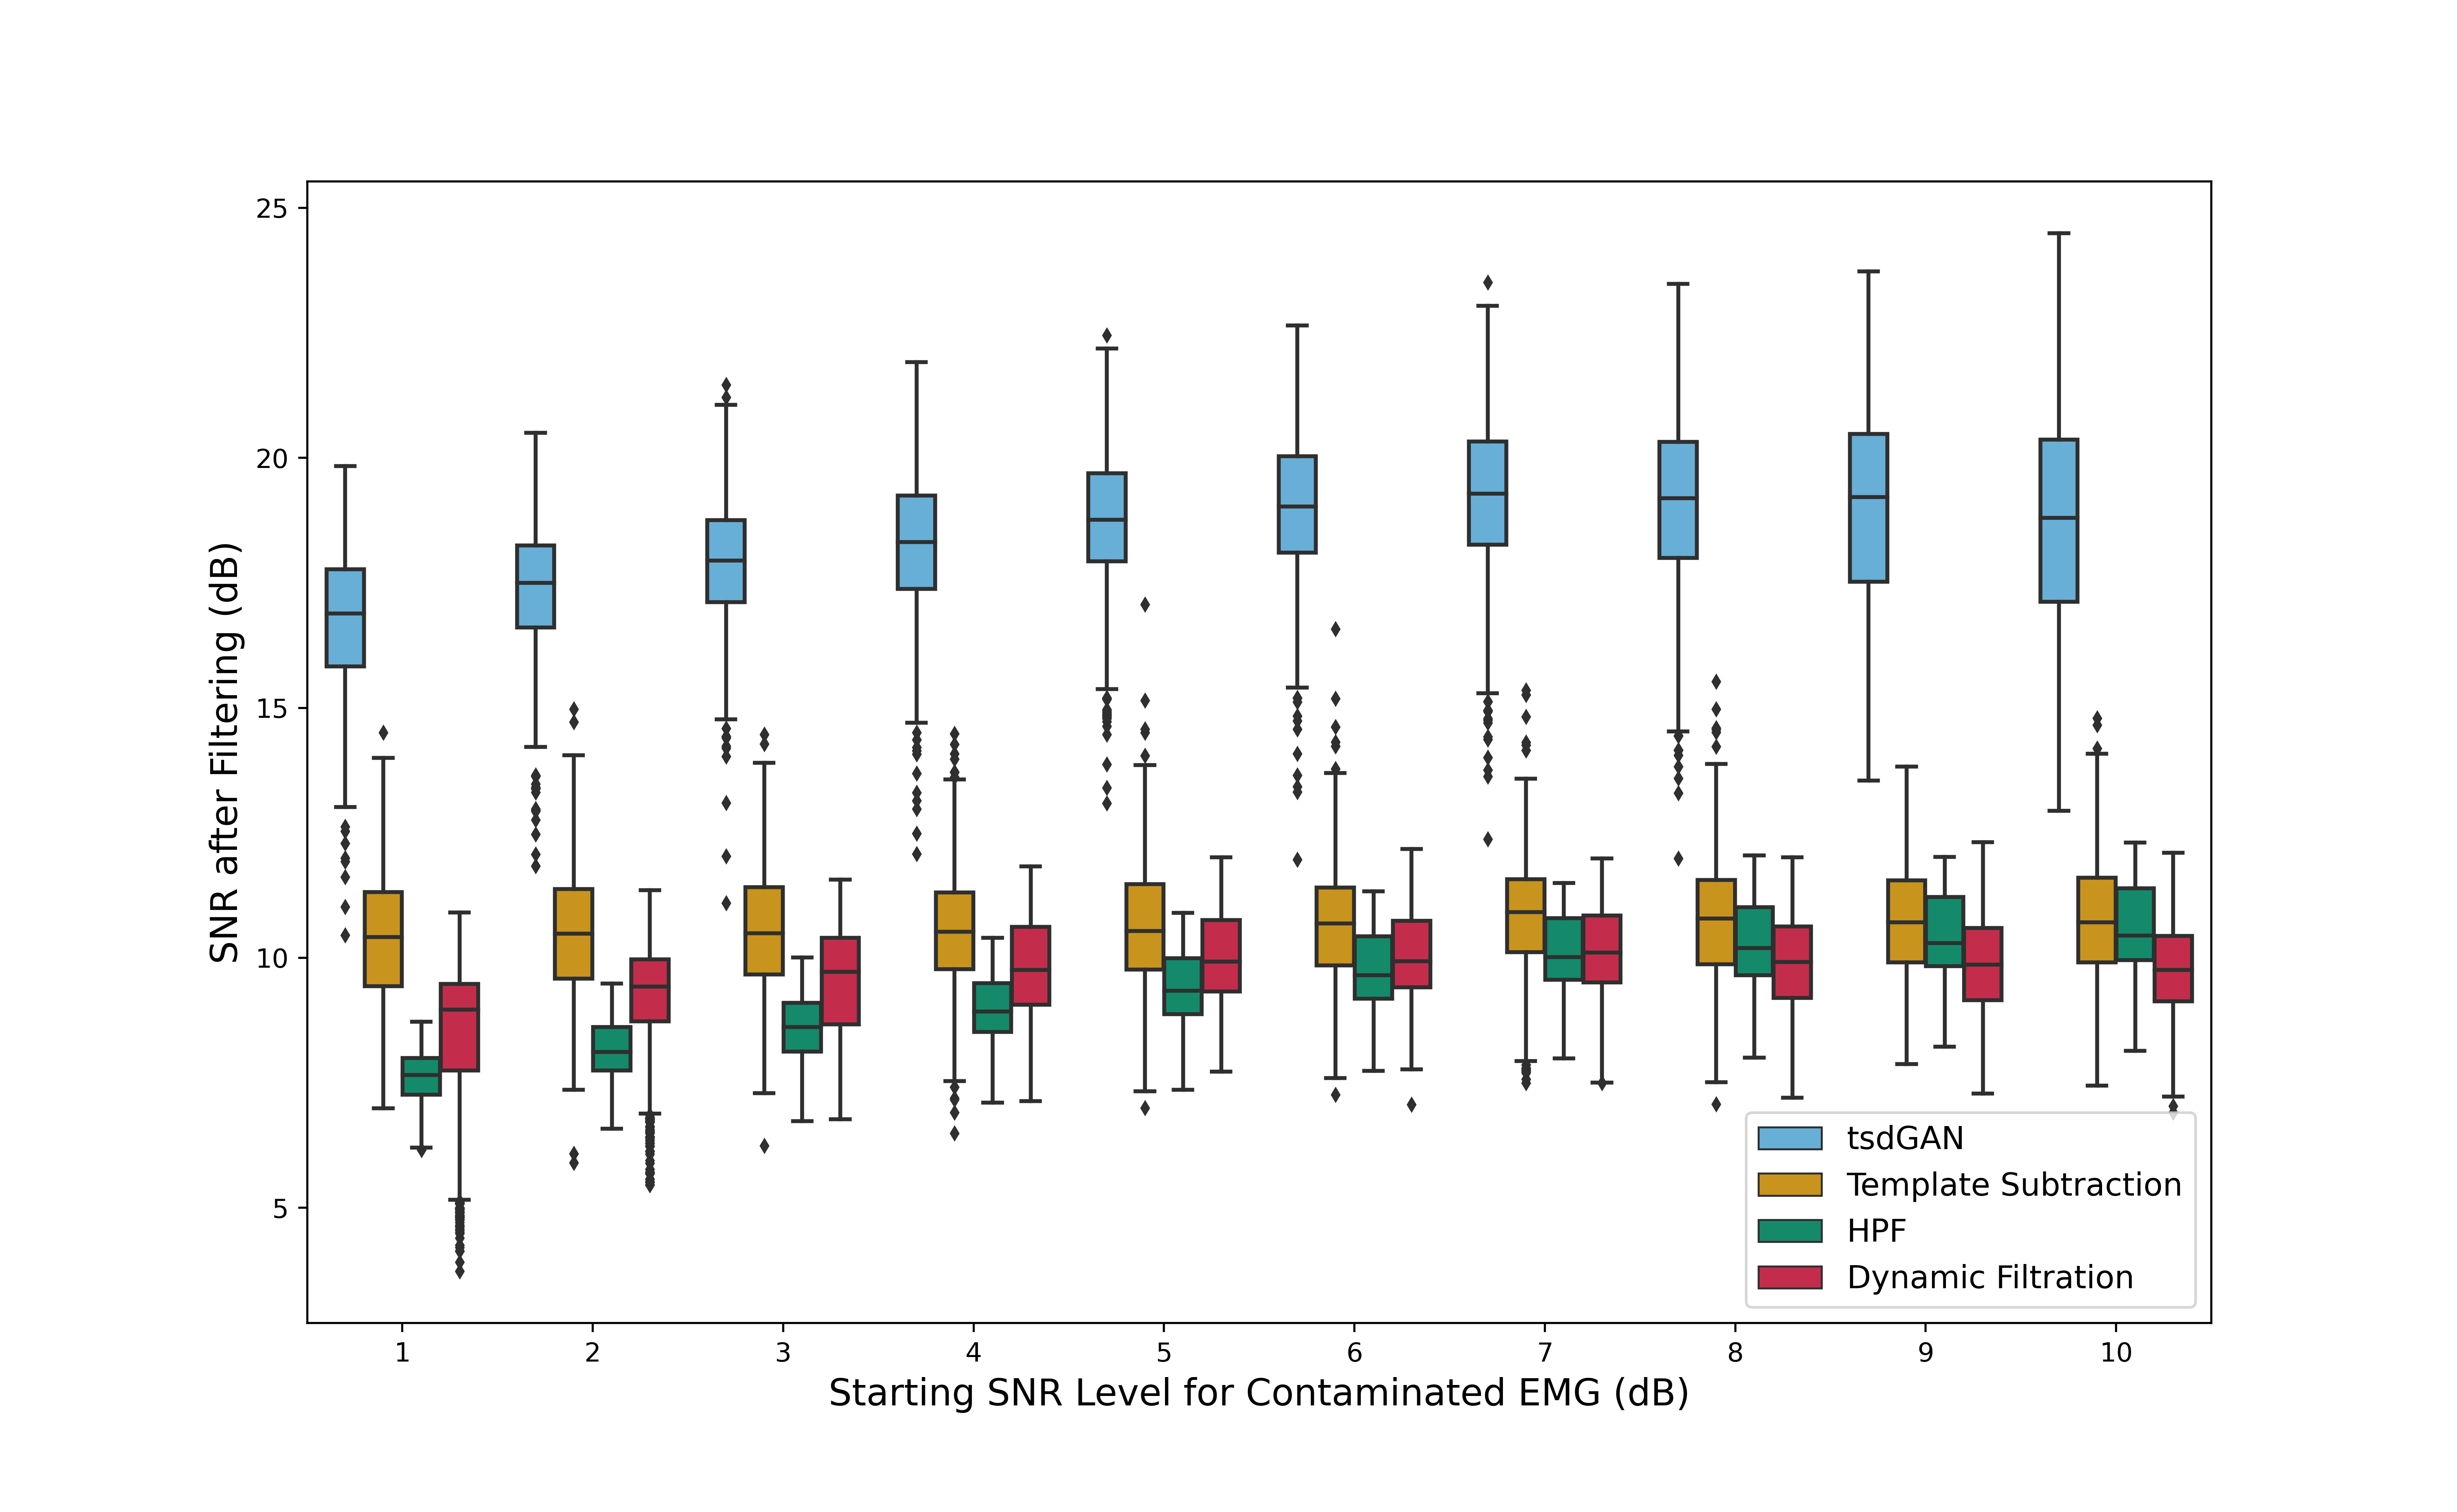 25
20
15
10
5
SNR after Filtering (dB)
1 2 3 4 5 6 7 8 9 10
Starting SNR Level for Contaminated EMG (dB)
tsdGAN
Template Subtraction
HPF
Dynamic Filtration